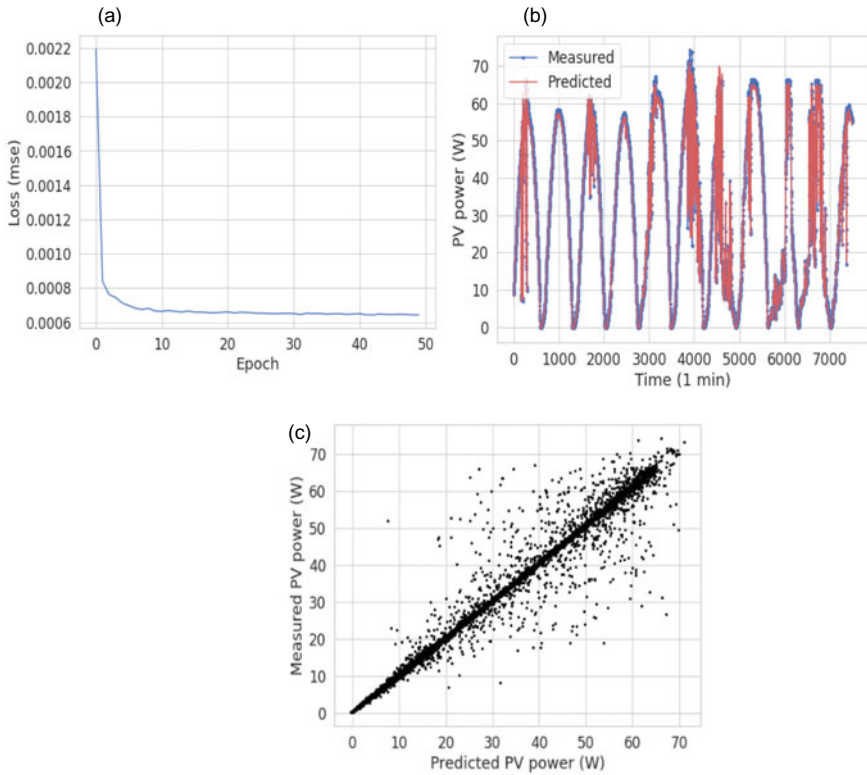 (a)
0.0022
0.0020
0.0018
0.0016
0.0014
0.0012
0.0010
0.0008
0.0006
Loss (mse)
0 10 20 30 40 50
Epoch
(b)
Measured
Predicted
70
60
50
40
30
20
10
0
PV power (W)
0 1000 2000 3000 4000 5000 6000 7000
Time (1 min)
(c)
70
60
50
40
30
20
10
0
Measured PV power (W)
0 10 20 30 40 50 60 70
Predicted PV power (W)